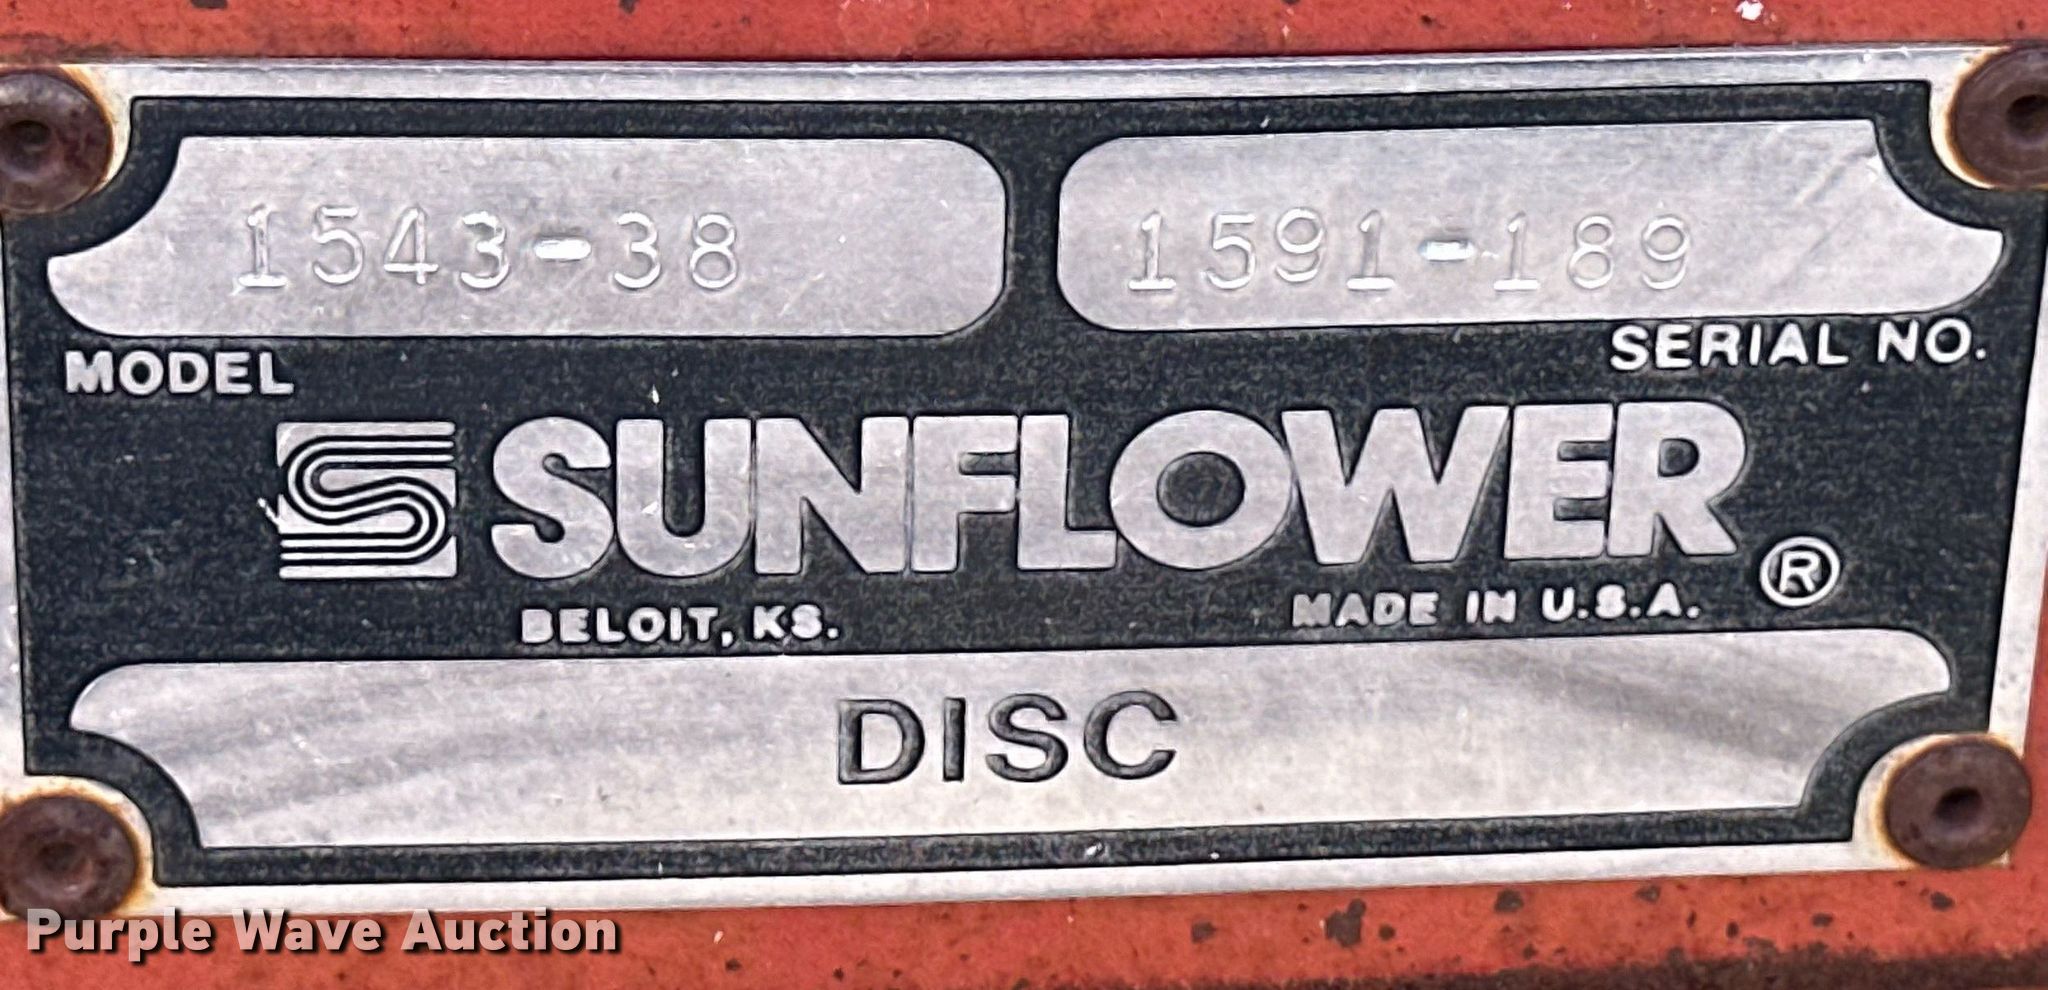 1543-38 1591-189
MODEL SERIAL NO.
SUNFLOWER ®
BELOIT, KS. MADE IN U.S.A.
DISC
Purple Wave Auction